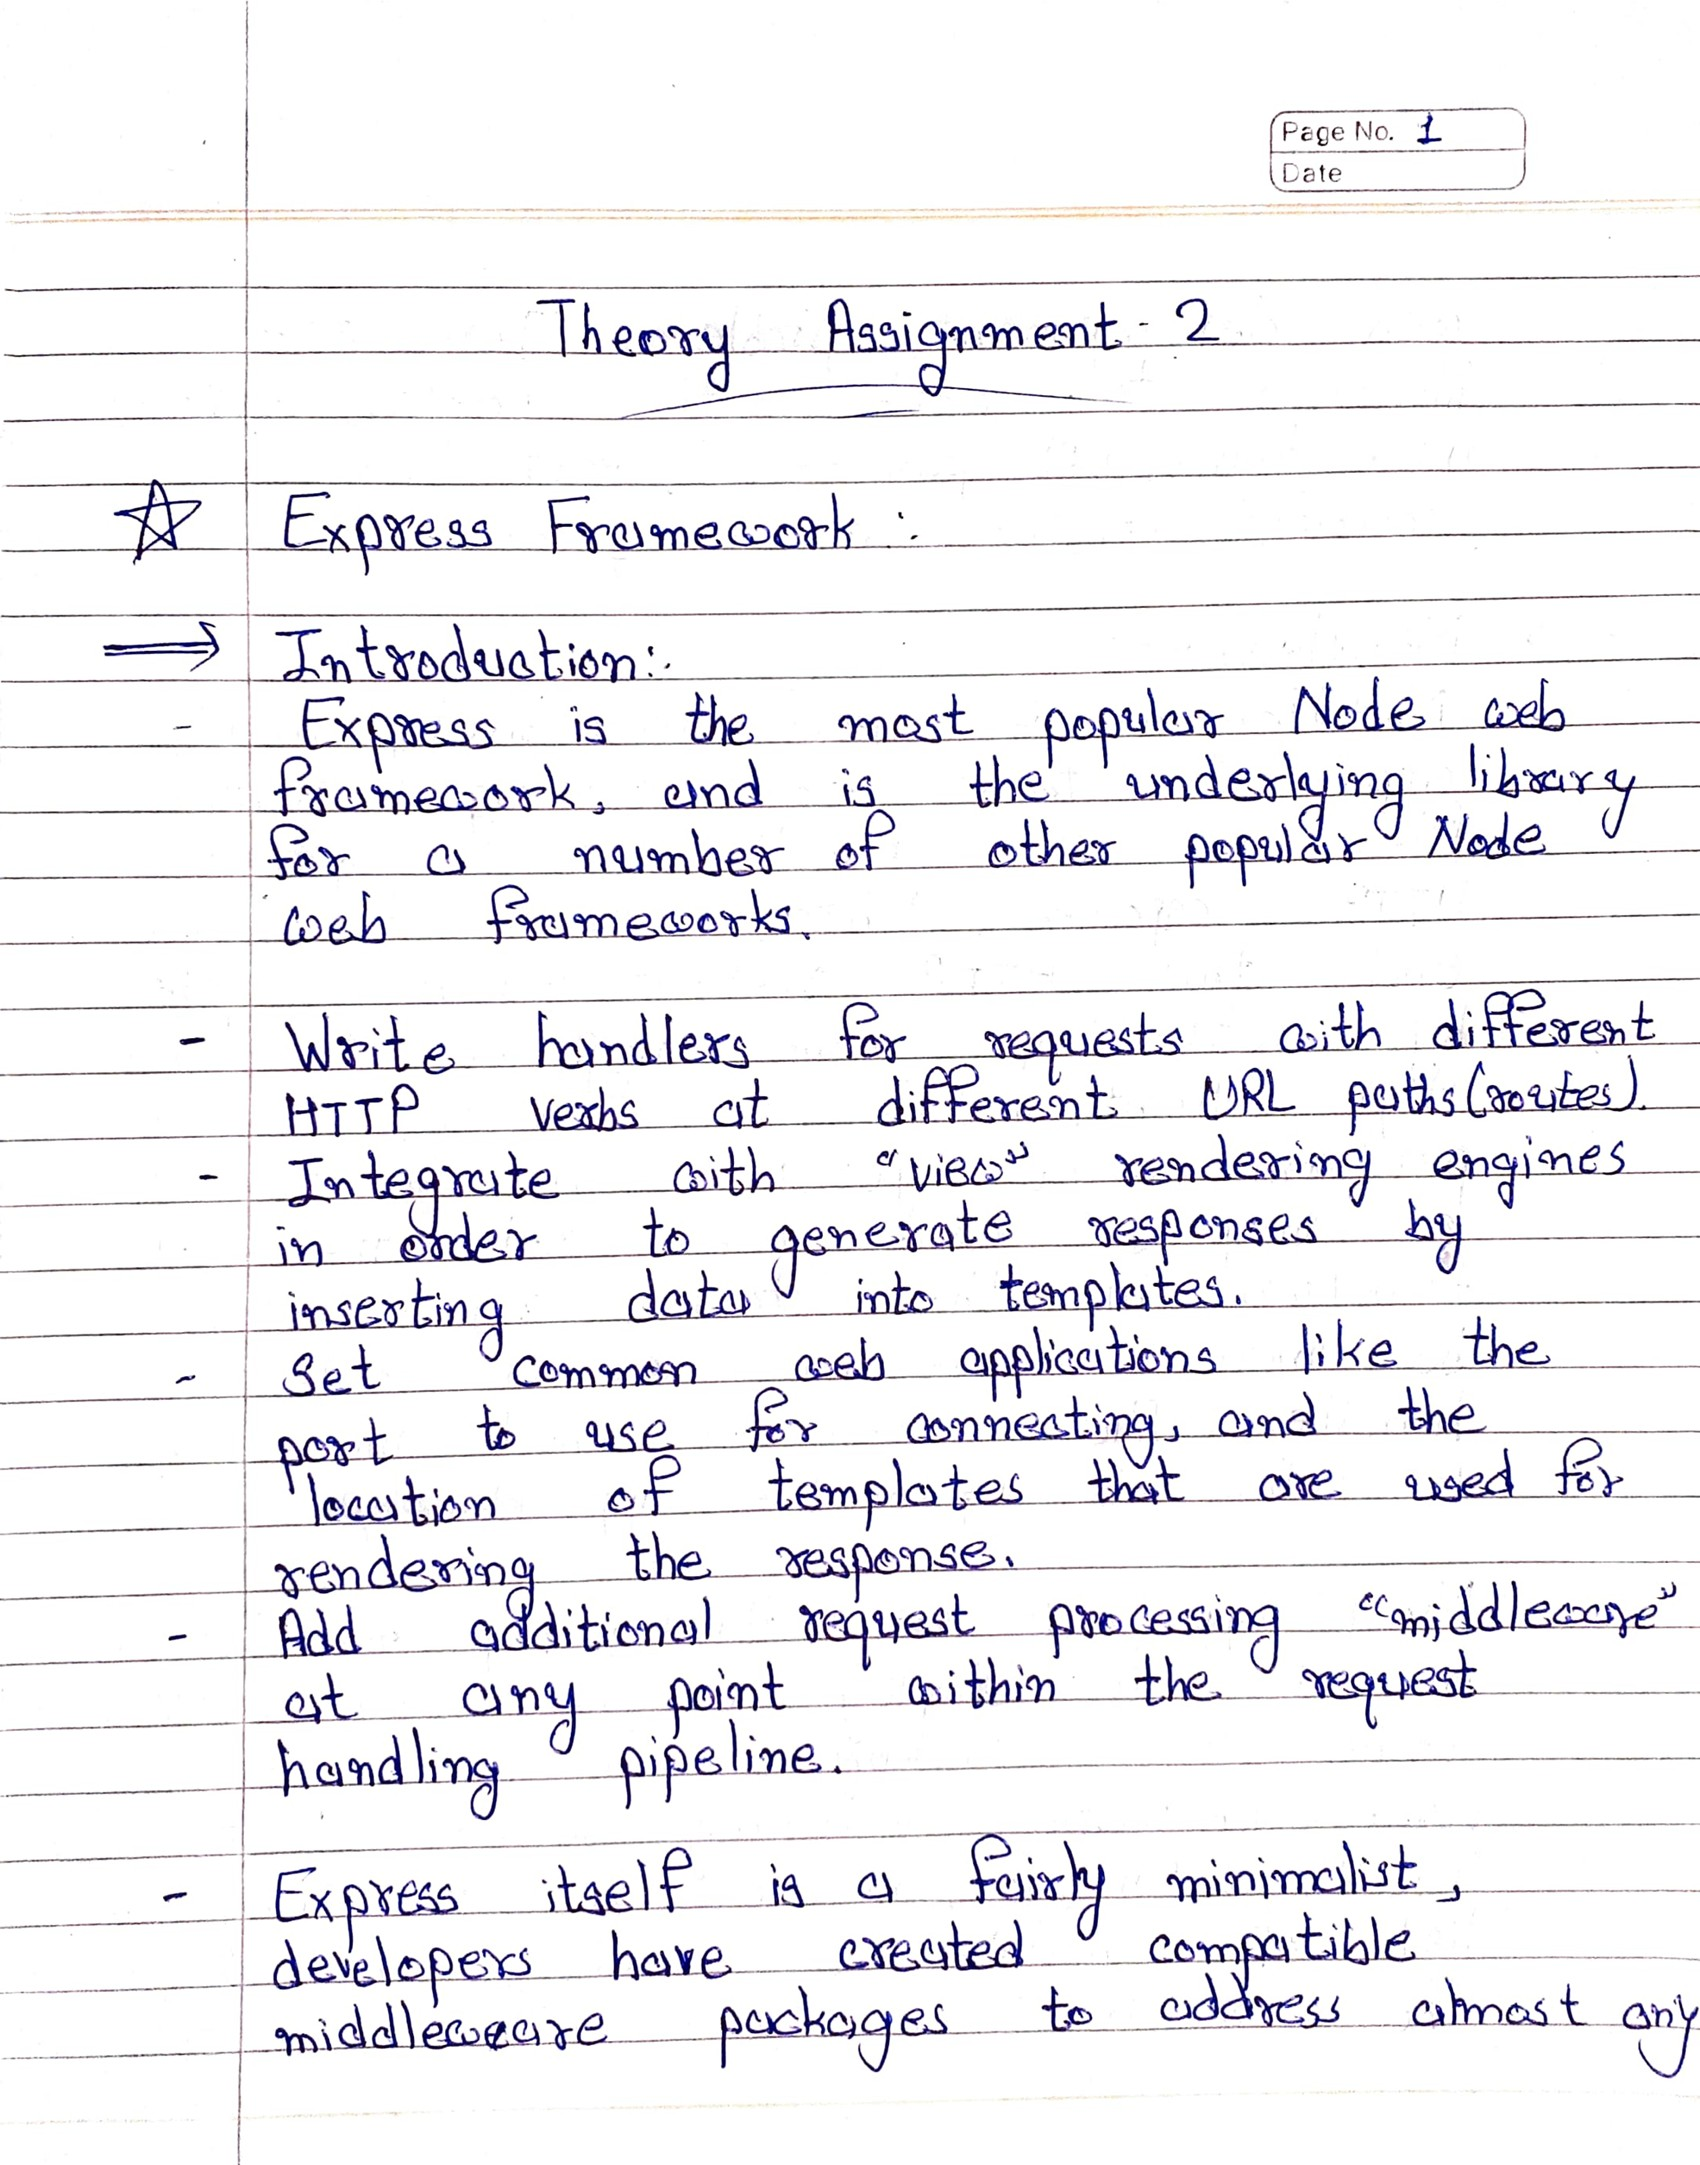 Page No. 1
Date
Theory Assignment - 2
Express Framework :
Introduction:
- Express is the most popular Node web
framework, and is the underlying library
for a number of other popular Node
web frameworks.
- Write handlers for requests with different
HTTP verbs at different URL paths (routes).
- Integrate with "view" rendering engines
in order to generate responses by
inserting data into templates.
- Set common web applications like the
port to use for connecting, and the
location of templates that are used for
rendering the response.
- Add additional request processing "middleware"
at any point within the request
handling pipeline.
- Express itself is a fairly minimalist,
developers have created compatible
middleweare packages to address almost any